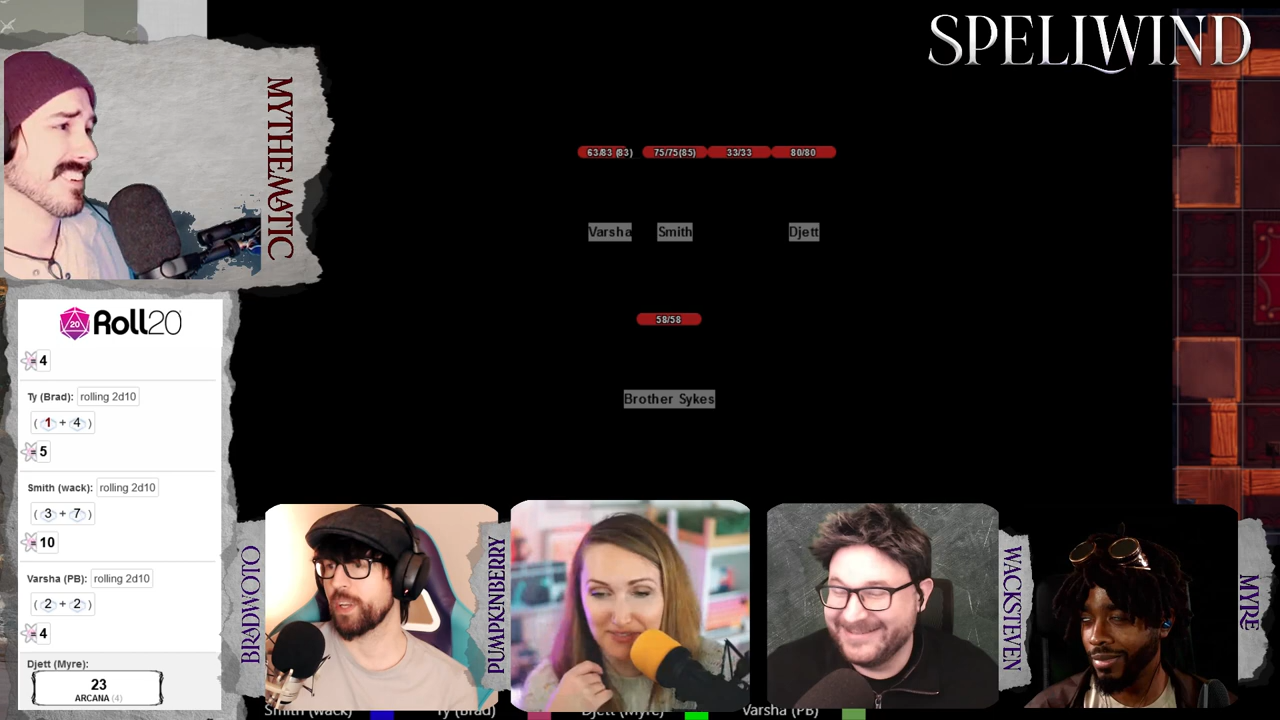 SPELLWIND
MYTHEMATIC
63/83 (83)
75/75(85)
33/33
80/80
Varsha
Smith
Djett
58/58
Brother Sykes
20
Roll20
= 4
Ty (Brad): rolling 2d10
( 1 + 4 )
= 5
Smith (wack): rolling 2d10
( 3 + 7 )
= 10
Varsha (PB): rolling 2d10
( 2 + 2 )
= 4
Djett (Myre):
23
ARCANA (4)
BRADWOTO
PUMPKINBERRY
WACKSTEVEN
MYRE
Smith (wack)
Ty (Brad)
Djett (Myre)
Varsha (PB)